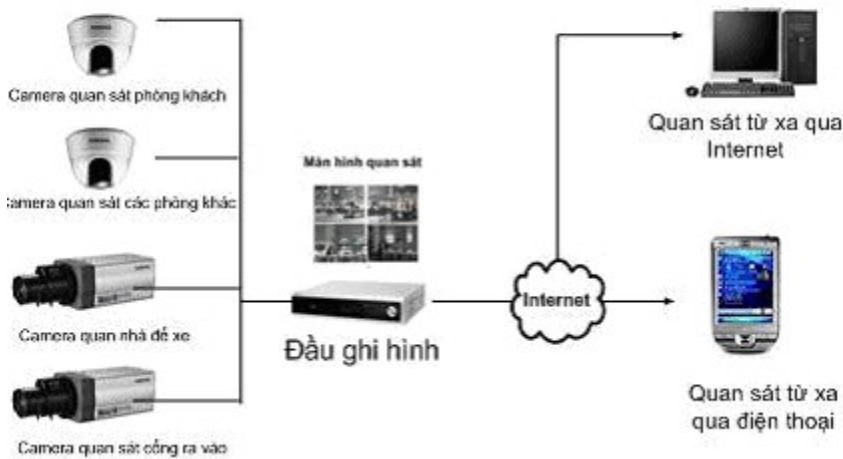 Camera quan sát phòng khách
Camera quan sát các phòng khác
Camera quan nhà để xe
Camera quan sát cổng ra vào
Màn hình quan sát
Đầu ghi hình
Internet
Quan sát từ xa qua
Internet
Quan sát từ xa
qua điện thoại